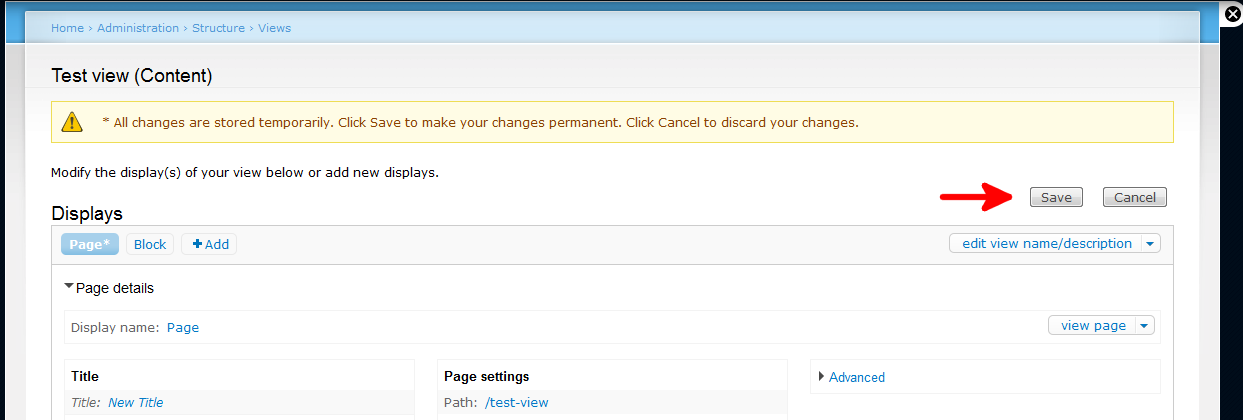 Home › Administration › Structure › Views
Test view (Content)
* All changes are stored temporarily. Click Save to make your changes permanent. Click Cancel to discard your changes.
Modify the display(s) of your view below or add new displays.
Save Cancel
Displays
Page* Block Add edit view name/description
Page details
Display name: Page view page
Title Page settings Advanced
Title: New Title Path: /test-view